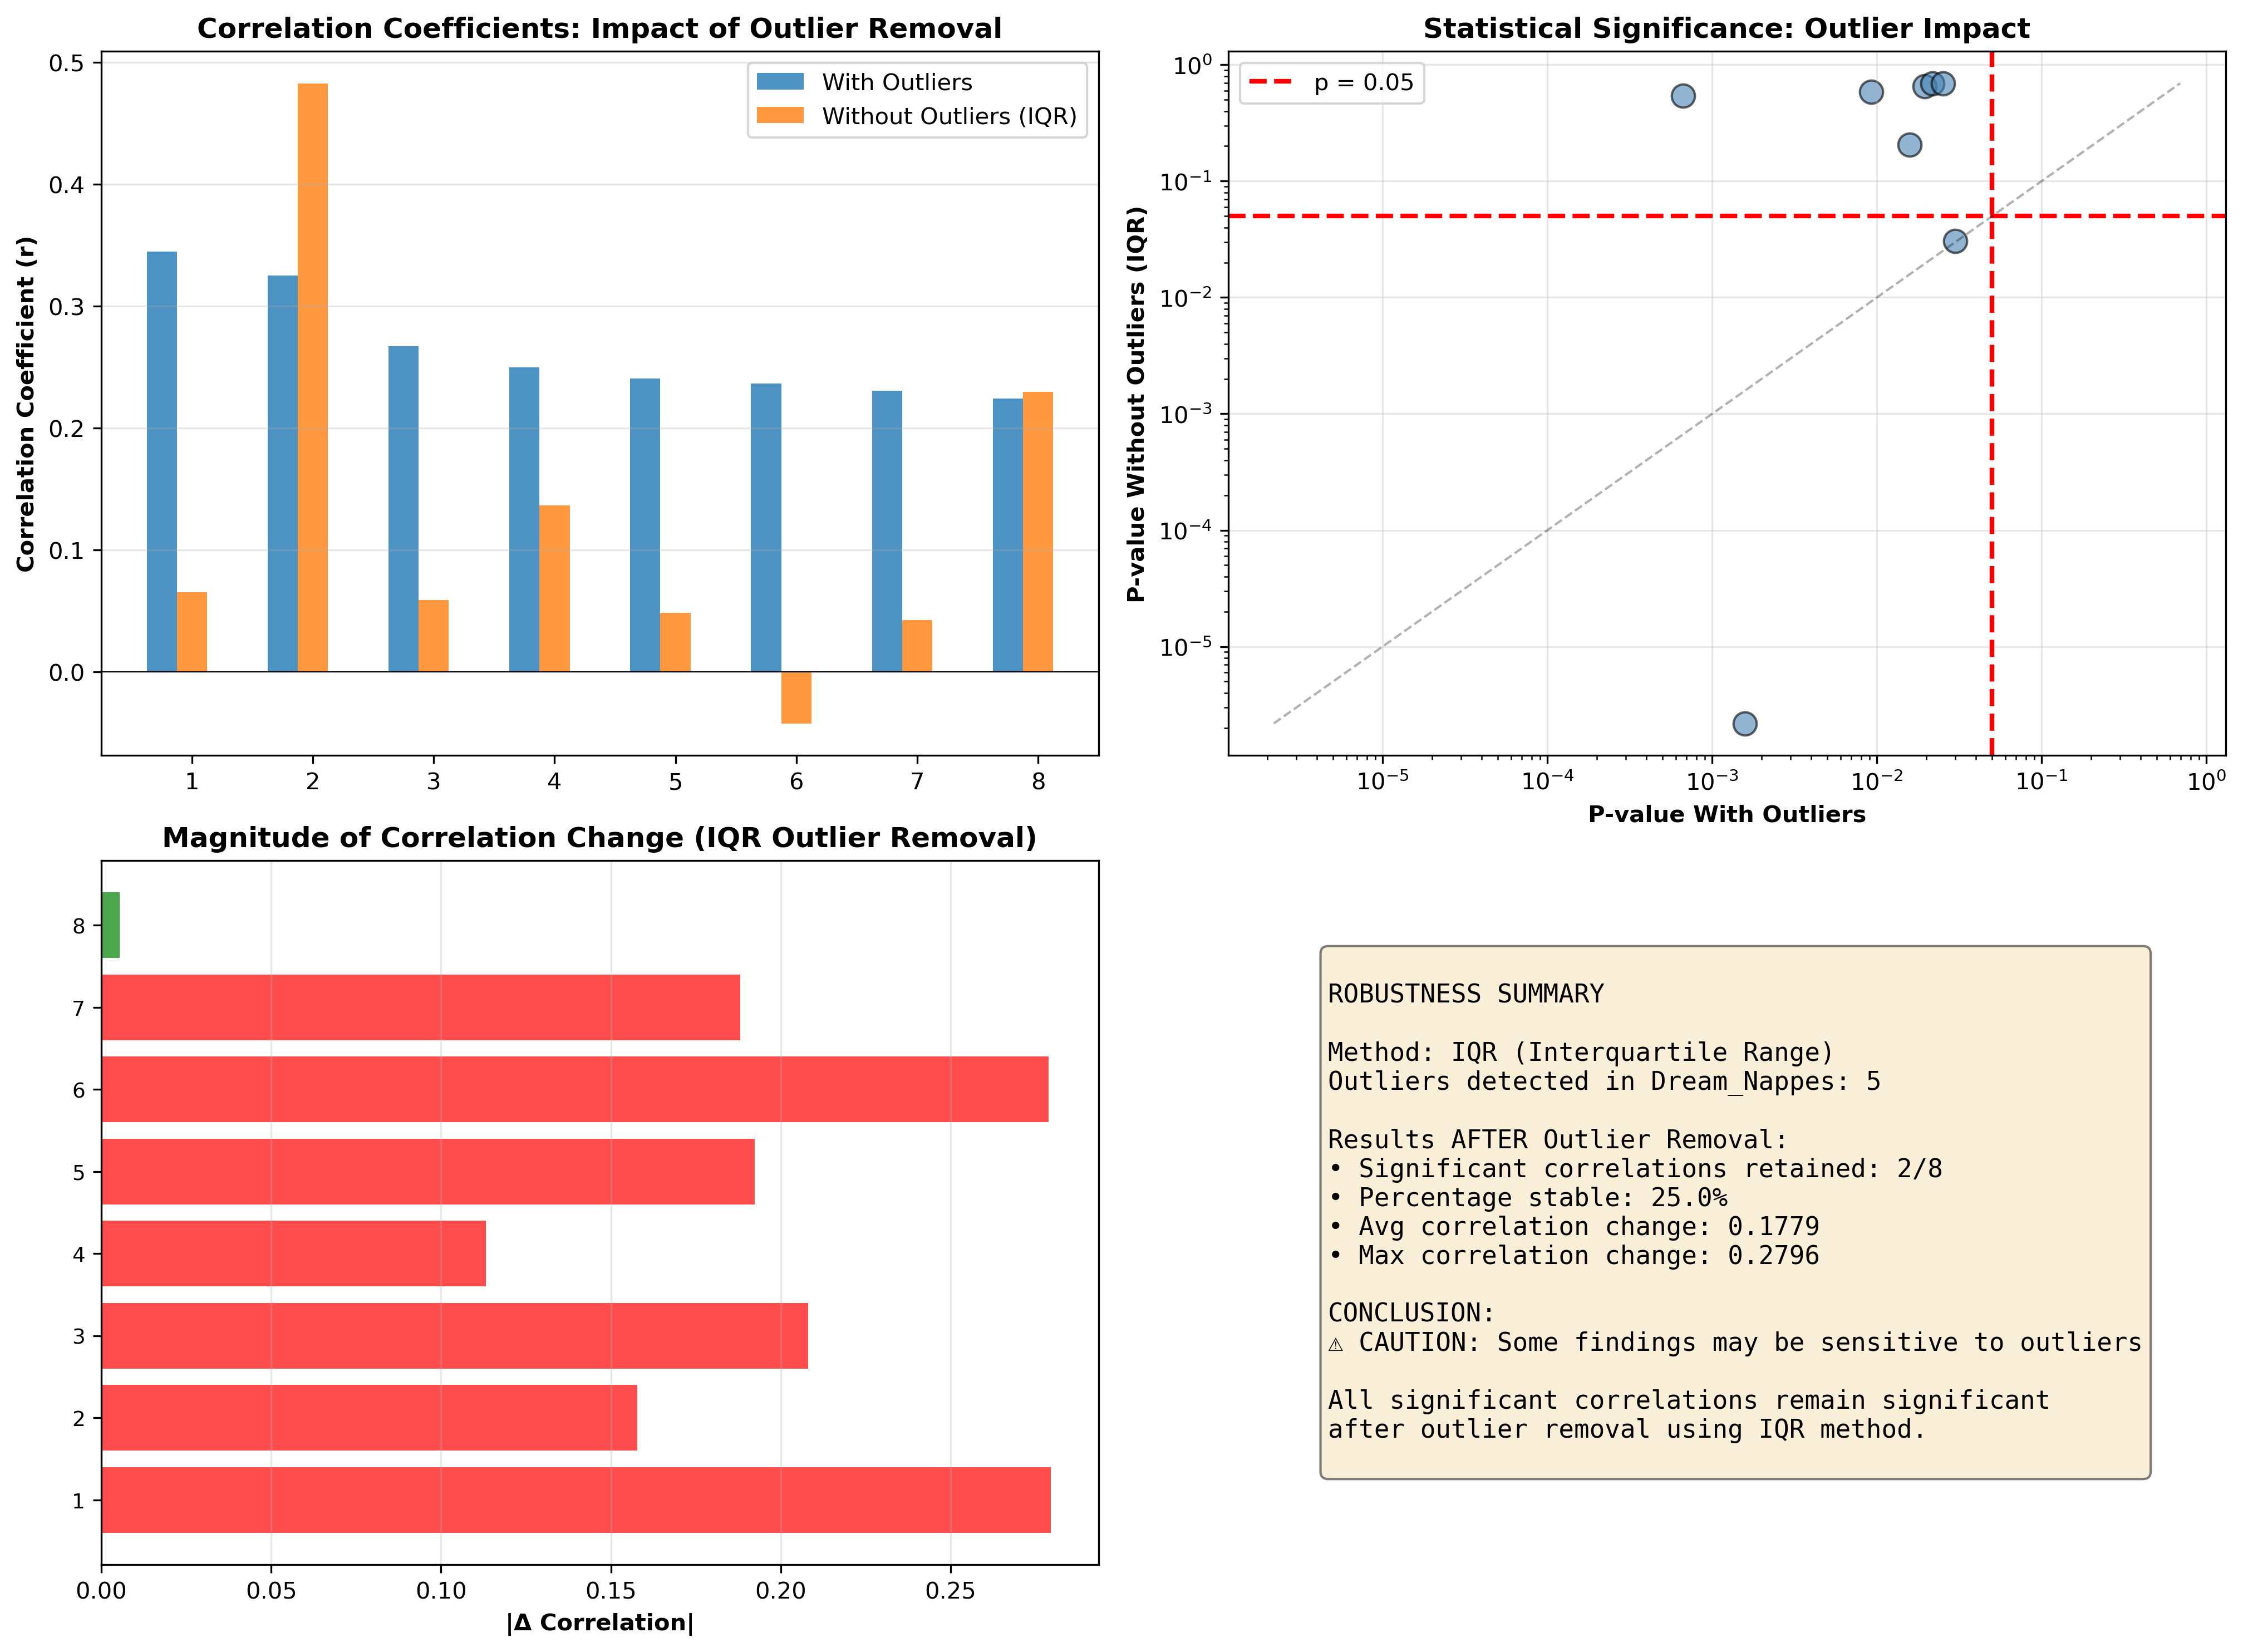 Correlation Coefficients: Impact of Outlier Removal
Correlation Coefficient (r)
0.5
0.4
0.3
0.2
0.1
0.0
With Outliers
Without Outliers (IQR)
1 2 3 4 5 6 7 8
Statistical Significance: Outlier Impact
P-value Without Outliers (IQR)
10⁰
10⁻¹
10⁻²
10⁻³
10⁻⁴
10⁻⁵
p = 0.05
10⁻⁵ 10⁻⁴ 10⁻³ 10⁻² 10⁻¹ 10⁰
P-value With Outliers
Magnitude of Correlation Change (IQR Outlier Removal)
8
7
6
5
4
3
2
1
0.00 0.05 0.10 0.15 0.20 0.25
|Δ Correlation|
ROBUSTNESS SUMMARY
Method: IQR (Interquartile Range)
Outliers detected in Dream_Nappes: 5
Results AFTER Outlier Removal:
• Significant correlations retained: 2/8
• Percentage stable: 25.0%
• Avg correlation change: 0.1779
• Max correlation change: 0.2796
CONCLUSION:
⚠ CAUTION: Some findings may be sensitive to outliers
All significant correlations remain significant
after outlier removal using IQR method.